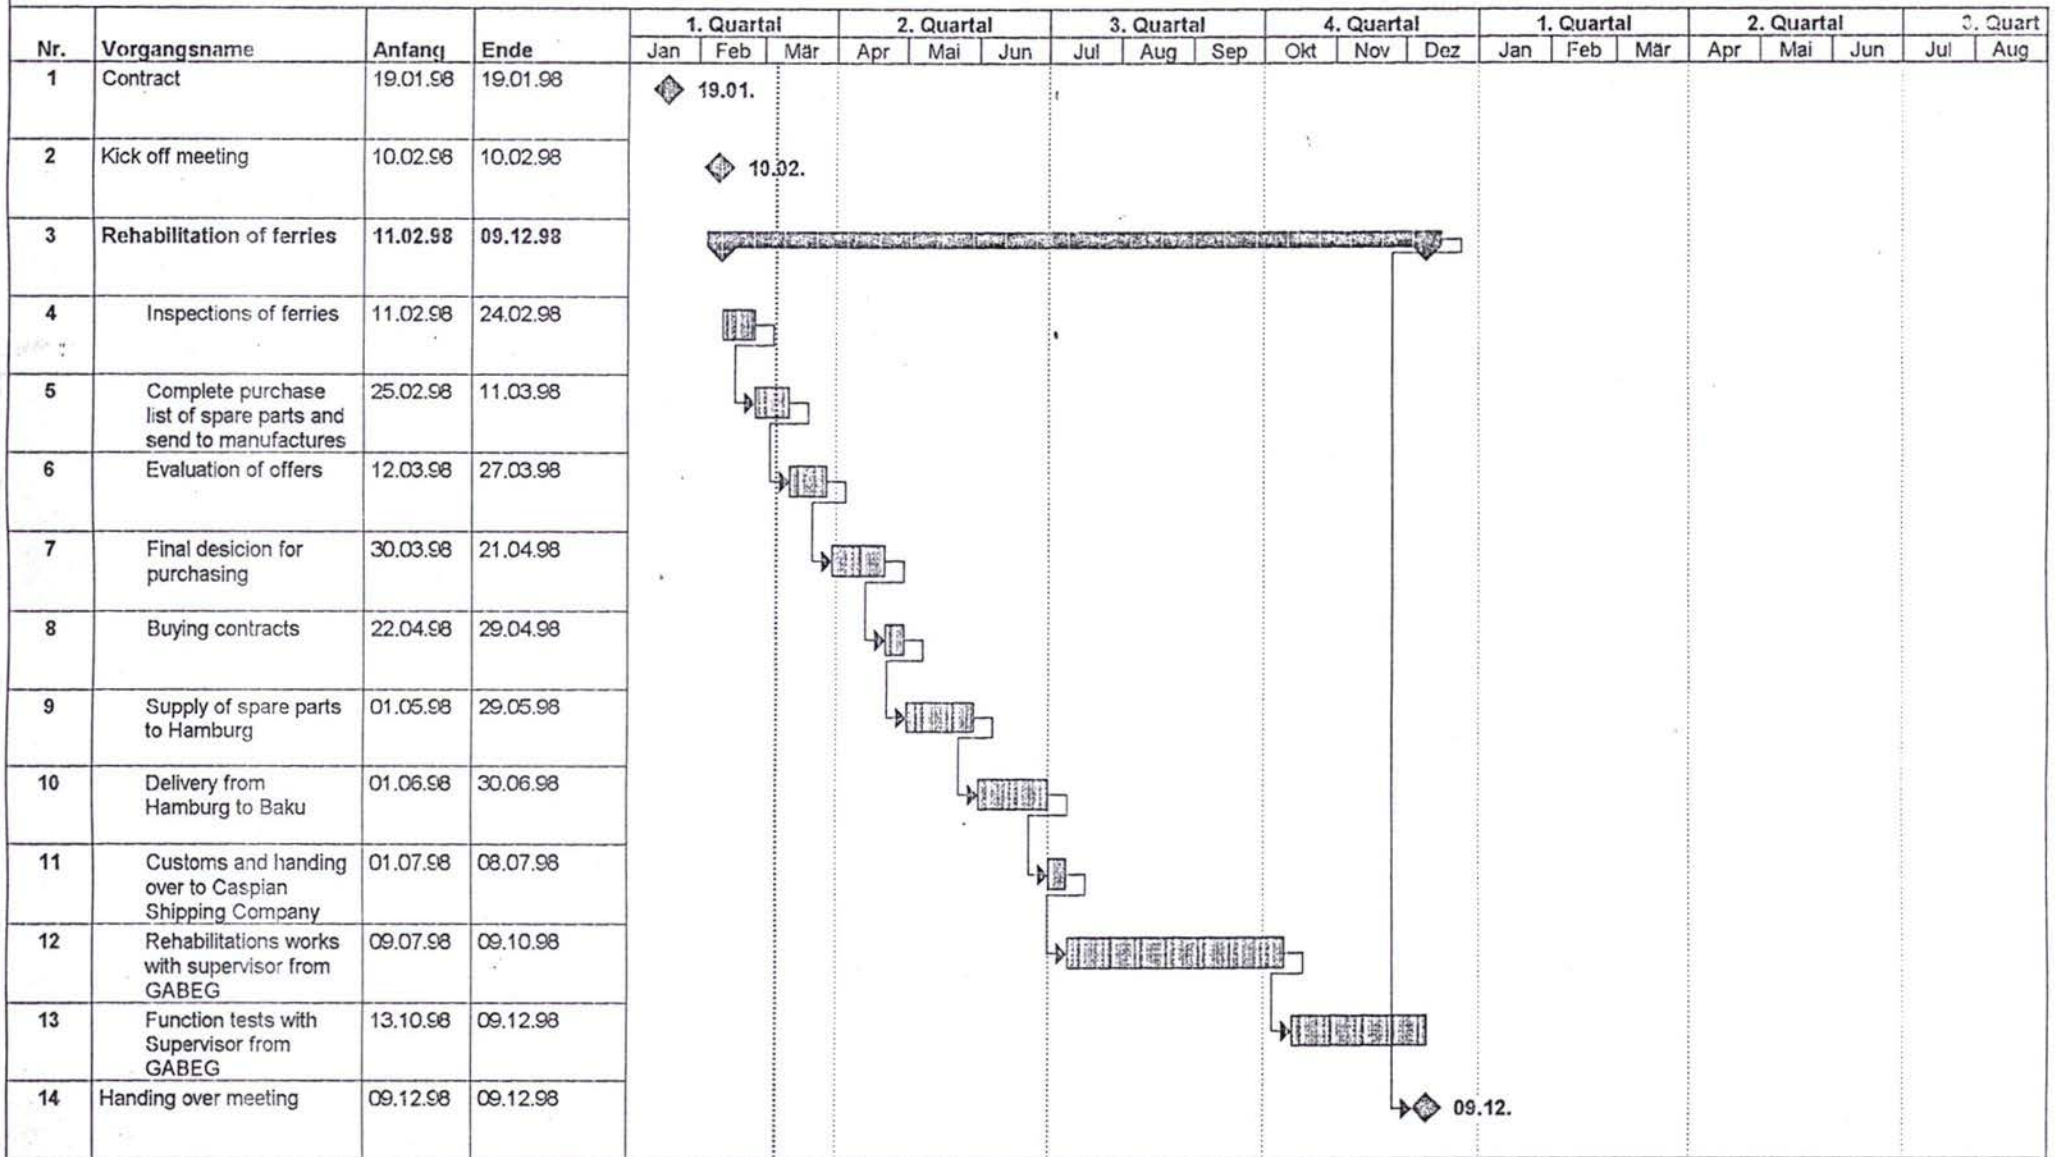 1. Quartal 2. Quartal 3. Quartal 4. Quartal 1. Quartal 2. Quartal 3. Quart
Nr. Vorgangsname Anfang Ende Jan Feb Mär Apr Mai Jun Jul Aug Sep Okt Nov Dez Jan Feb Mär Apr Mai Jun Jul Aug
1 Contract 19.01.98 19.01.98 19.01.
2 Kick off meeting 10.02.98 10.02.98 10.02.
3 Rehabilitation of ferries 11.02.98 09.12.98
4 Inspections of ferries 11.02.98 24.02.98
5 Complete purchase 25.02.98 11.03.98
list of spare parts and
send to manufactures
6 Evaluation of offers 12.03.98 27.03.98
7 Final desicion for 30.03.98 21.04.98
purchasing
8 Buying contracts 22.04.98 29.04.98
9 Supply of spare parts 01.05.98 29.05.98
to Hamburg
10 Delivery from 01.06.98 30.06.98
Hamburg to Baku
11 Customs and handing 01.07.98 08.07.98
over to Caspian
Shipping Company
12 Rehabilitations works 09.07.98 09.10.98
with supervisor from
GABEG
13 Function tests with 13.10.98 09.12.98
Supervisor from
GABEG
14 Handing over meeting 09.12.98 09.12.98 09.12.